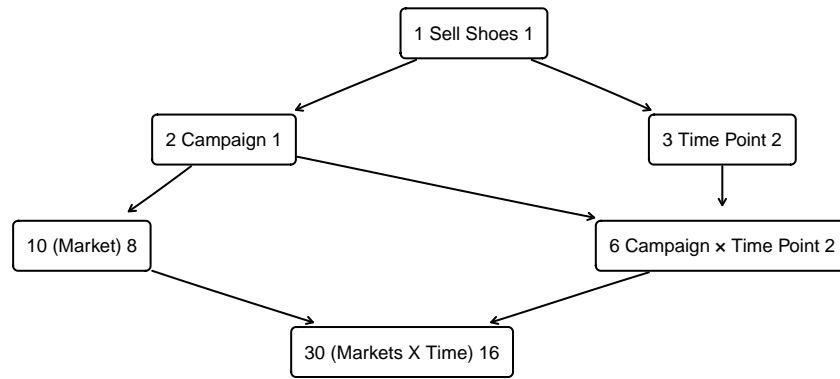 1 Sell Shoes 1
2 Campaign 1
3 Time Point 2
10 (Market) 8
6 Campaign × Time Point 2
30 (Markets X Time) 16